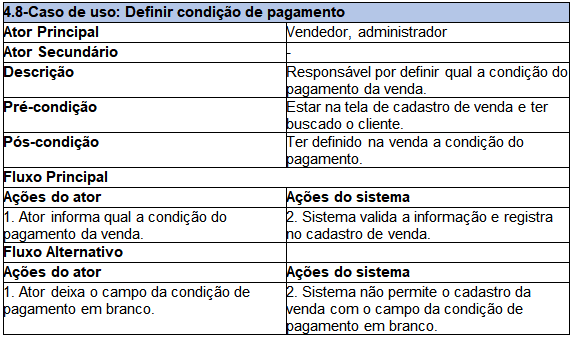 4.8-Caso de uso: Definir condição de pagamento
Ator Principal
Vendedor, administrador
Ator Secundário
-
Descrição
Responsável por definir qual a condição do
pagamento da venda.
Pré-condição
Estar na tela de cadastro de venda e ter
buscado o cliente.
Pós-condição
Ter definido na venda a condição do
pagamento.
Fluxo Principal
Ações do ator
Ações do sistema
1. Ator informa qual a condição do
pagamento da venda.
2. Sistema valida a informação e registra
no cadastro de venda.
Fluxo Alternativo
Ações do ator
Ações do sistema
1. Ator deixa o campo da condição de
pagamento em branco.
2. Sistema não permite o cadastro da
venda com o campo da condição de
pagamento em branco.